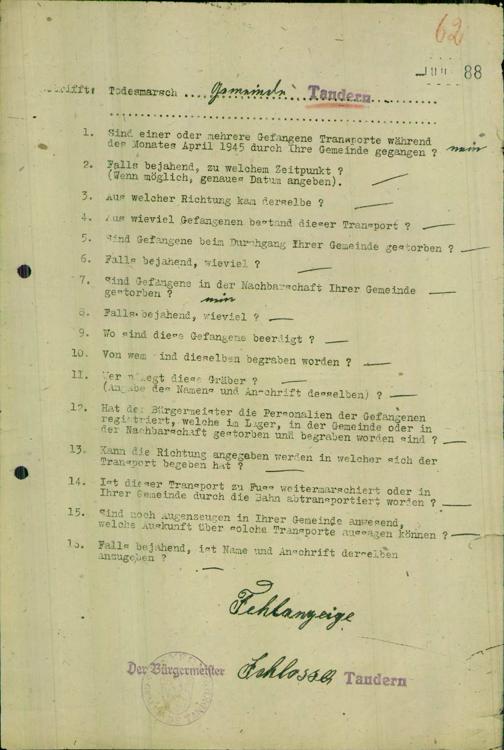 62
88
Todesmarsch .... Gemeinde Tandern
1. Sind einer oder mehrere Gefangene Transporte während
des Monates April 1945 durch Ihre Gemeinde gegangen ? nein
2. Falls bejahend, zu welchem Zeitpunkt ?
(Wenn möglich, genaues Datum angeben). —
3. Aus welcher Richtung kam derselbe ? —
4. Aus wieviel Gefangenen bestand dieser Transport ? —
5. Sind Gefangene beim Durchgang Ihrer Gemeinde gestorben ? —
6. Falls bejahend, wieviel ? —
7. Sind Gefangene in der Nachbarschaft Ihrer Gemeinde —
gestorben ? nein
8. Falls bejahend, wieviel ? —
9. Wo sind diese Gefangene beerdigt ? —
10. Von wem sind dieselben begraben worden ? —
11. Wer pflegt diese Gräber ? —
(Angabe des Namens und Anschrift desselben) ? —
12. Hat der Bürgermeister die Personalien der Gefangenen
registriert, welche im Lager, in der Gemeinde oder in
der Nachbarschaft gestorben und begraben worden sind ? —
13. Kann die Richtung angegeben werden in welcher sich der
Transport begeben hat ? —
14. Ist dieser Transport zu Fuss weitermarschiert oder in
Ihrer Gemeinde durch die Bahn abtransportiert worden ? —
15. Sind noch Augenzeugen in Ihrer Gemeinde anwesend,
welche Auskunft über solche Transporte aussagen können ? —
16. Falls bejahend, ist Name und Anschrift derselben
anzugeben ? —
Fehlanzeige
Der Bürgermeister Tandern